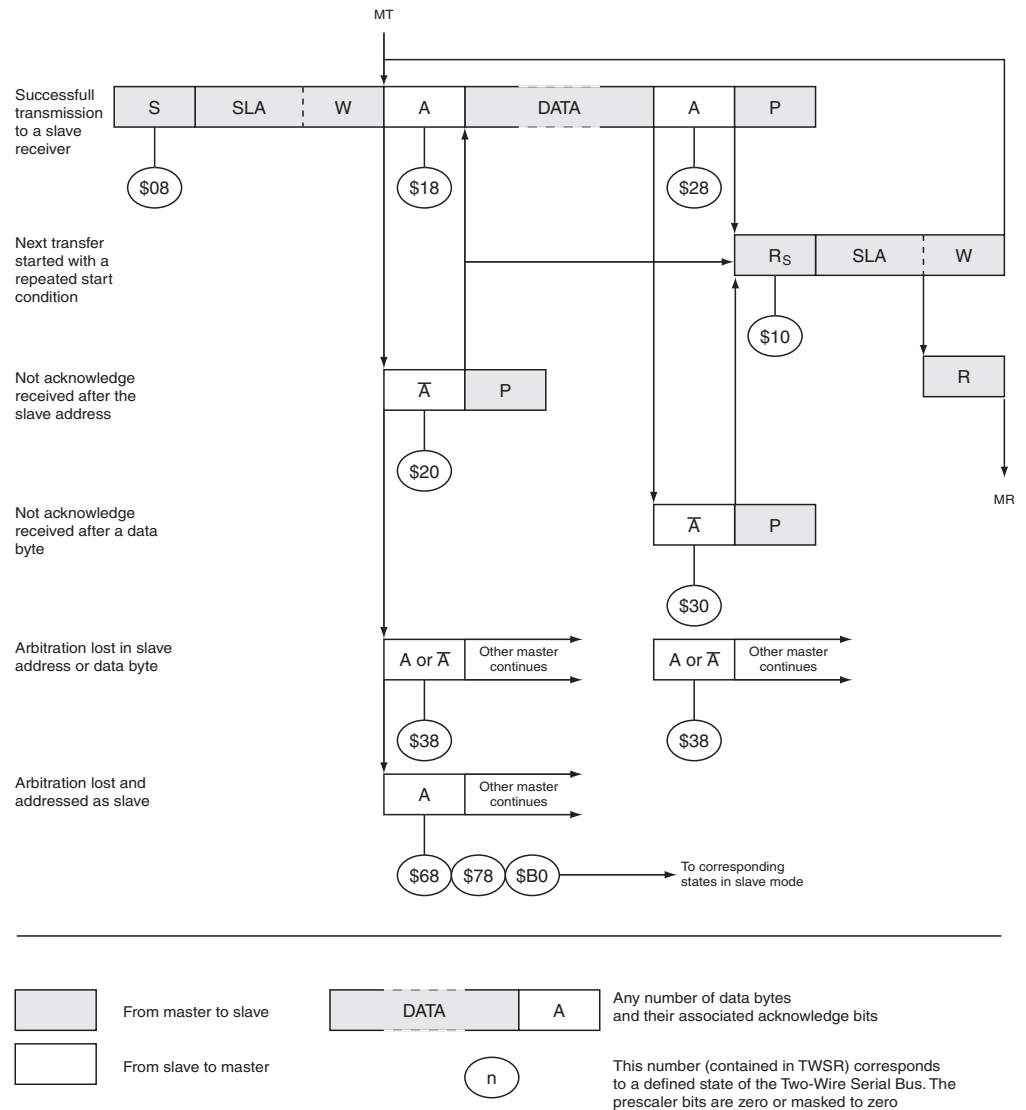 MT
Successfull
transmission
to a slave
receiver
S SLA W A DATA A P
$08 $18 $28
Next transfer
started with a
repeated start
condition
RS SLA W
$10
Not acknowledge
received after the
slave address
A̅ P
R
$20
MR
Not acknowledge
received after a data
byte
A̅ P
$30
Arbitration lost in slave
address or data byte
A or A̅ Other master
continues
A or A̅ Other master
continues
$38 $38
Arbitration lost and
addressed as slave
A Other master
continues
$68 $78 $B0 To corresponding
states in slave mode
From master to slave
DATA A Any number of data bytes
and their associated acknowledge bits
From slave to master
n This number (contained in TWSR) corresponds
to a defined state of the Two-Wire Serial Bus. The
prescaler bits are zero or masked to zero